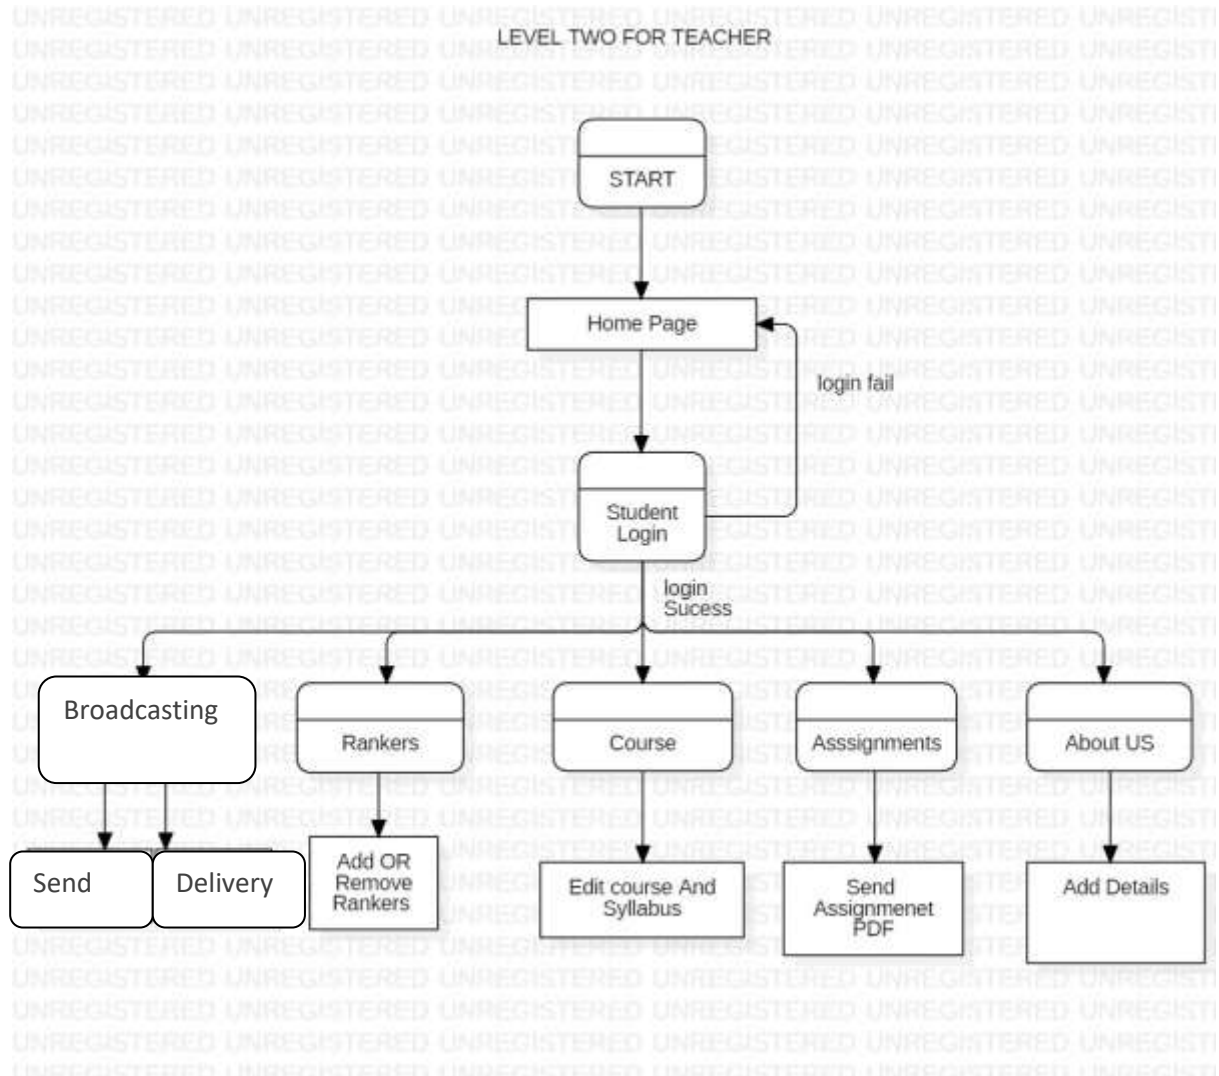 LEVEL TWO FOR TEACHER
START
Home Page
login fail
Student
Login
login
Sucess
Broadcasting
Rankers
Course
Asssignments
About US
Send
Delivery
Add OR
Remove
Rankers
Edit course And
Syllabus
Send
Assignmenet
PDF
Add Details
UNREGISTERED